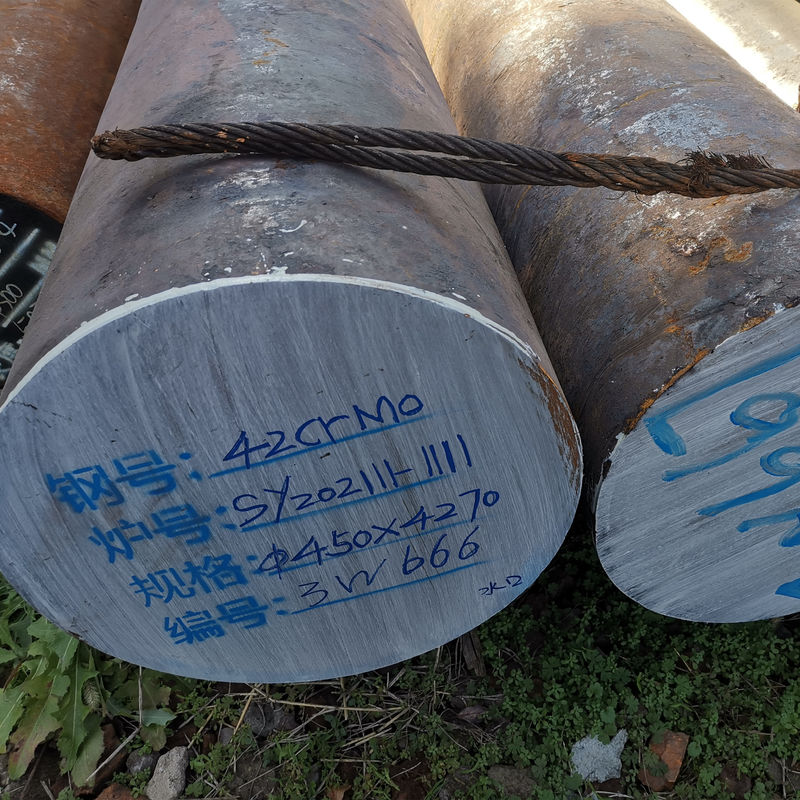 钢号: 42CrMo
炉号: SY202111-1111
规格: Φ450×4270
编号: 3W666